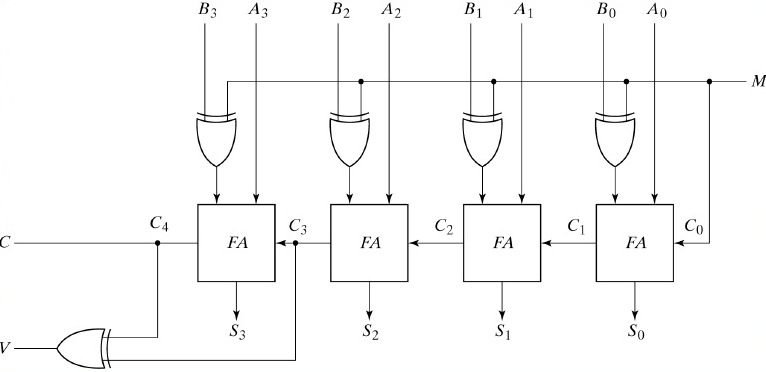 B₃ A₃ B₂ A₂ B₁ A₁ B₀ A₀
M
C C₄ FA C₃ FA C₂ FA C₁ FA C₀
S₃ S₂ S₁ S₀
V